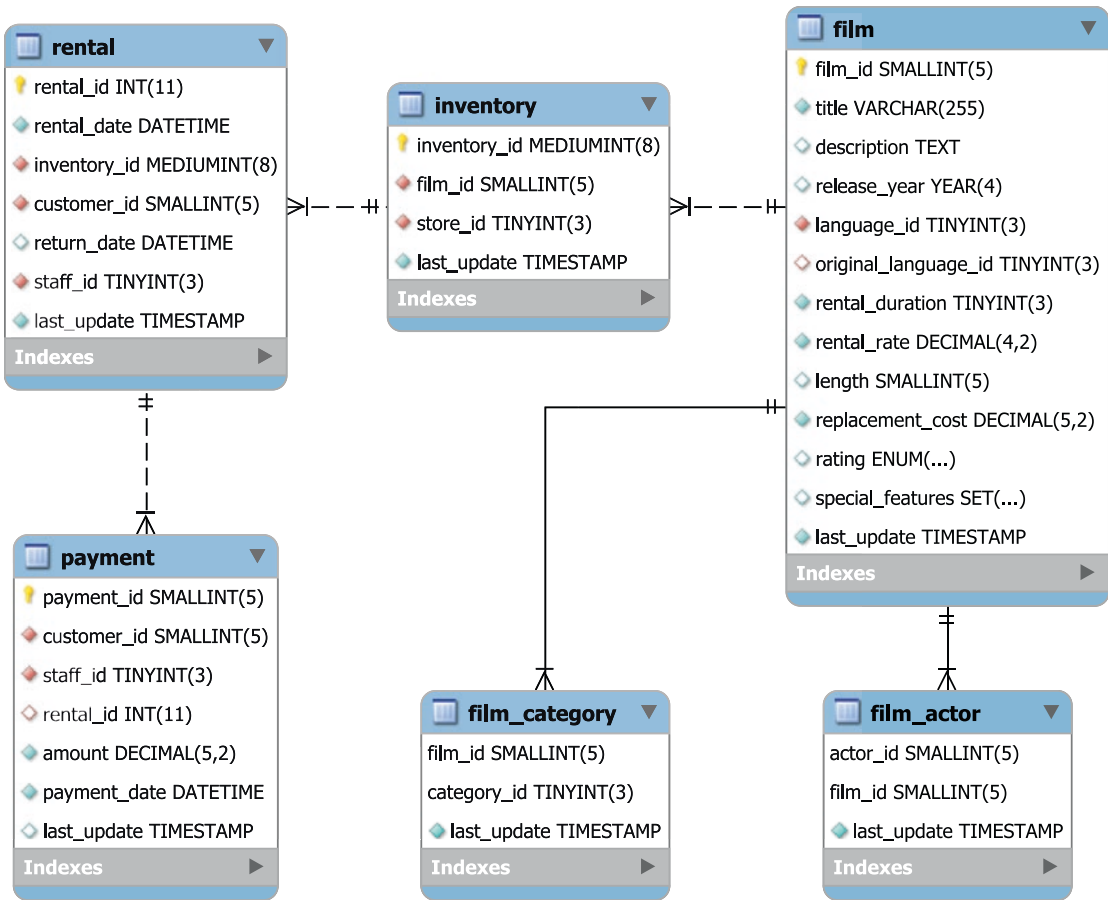 rental
rental_id INT(11)
rental_date DATETIME
inventory_id MEDIUMINT(8)
customer_id SMALLINT(5)
return_date DATETIME
staff_id TINYINT(3)
last_update TIMESTAMP
Indexes
inventory
inventory_id MEDIUMINT(8)
film_id SMALLINT(5)
store_id TINYINT(3)
last_update TIMESTAMP
Indexes
film
film_id SMALLINT(5)
title VARCHAR(255)
description TEXT
release_year YEAR(4)
language_id TINYINT(3)
original_language_id TINYINT(3)
rental_duration TINYINT(3)
rental_rate DECIMAL(4,2)
length SMALLINT(5)
replacement_cost DECIMAL(5,2)
rating ENUM(...)
special_features SET(...)
last_update TIMESTAMP
Indexes
payment
payment_id SMALLINT(5)
customer_id SMALLINT(5)
staff_id TINYINT(3)
rental_id INT(11)
amount DECIMAL(5,2)
payment_date DATETIME
last_update TIMESTAMP
Indexes
film_category
film_id SMALLINT(5)
category_id TINYINT(3)
last_update TIMESTAMP
Indexes
film_actor
actor_id SMALLINT(5)
film_id SMALLINT(5)
last_update TIMESTAMP
Indexes